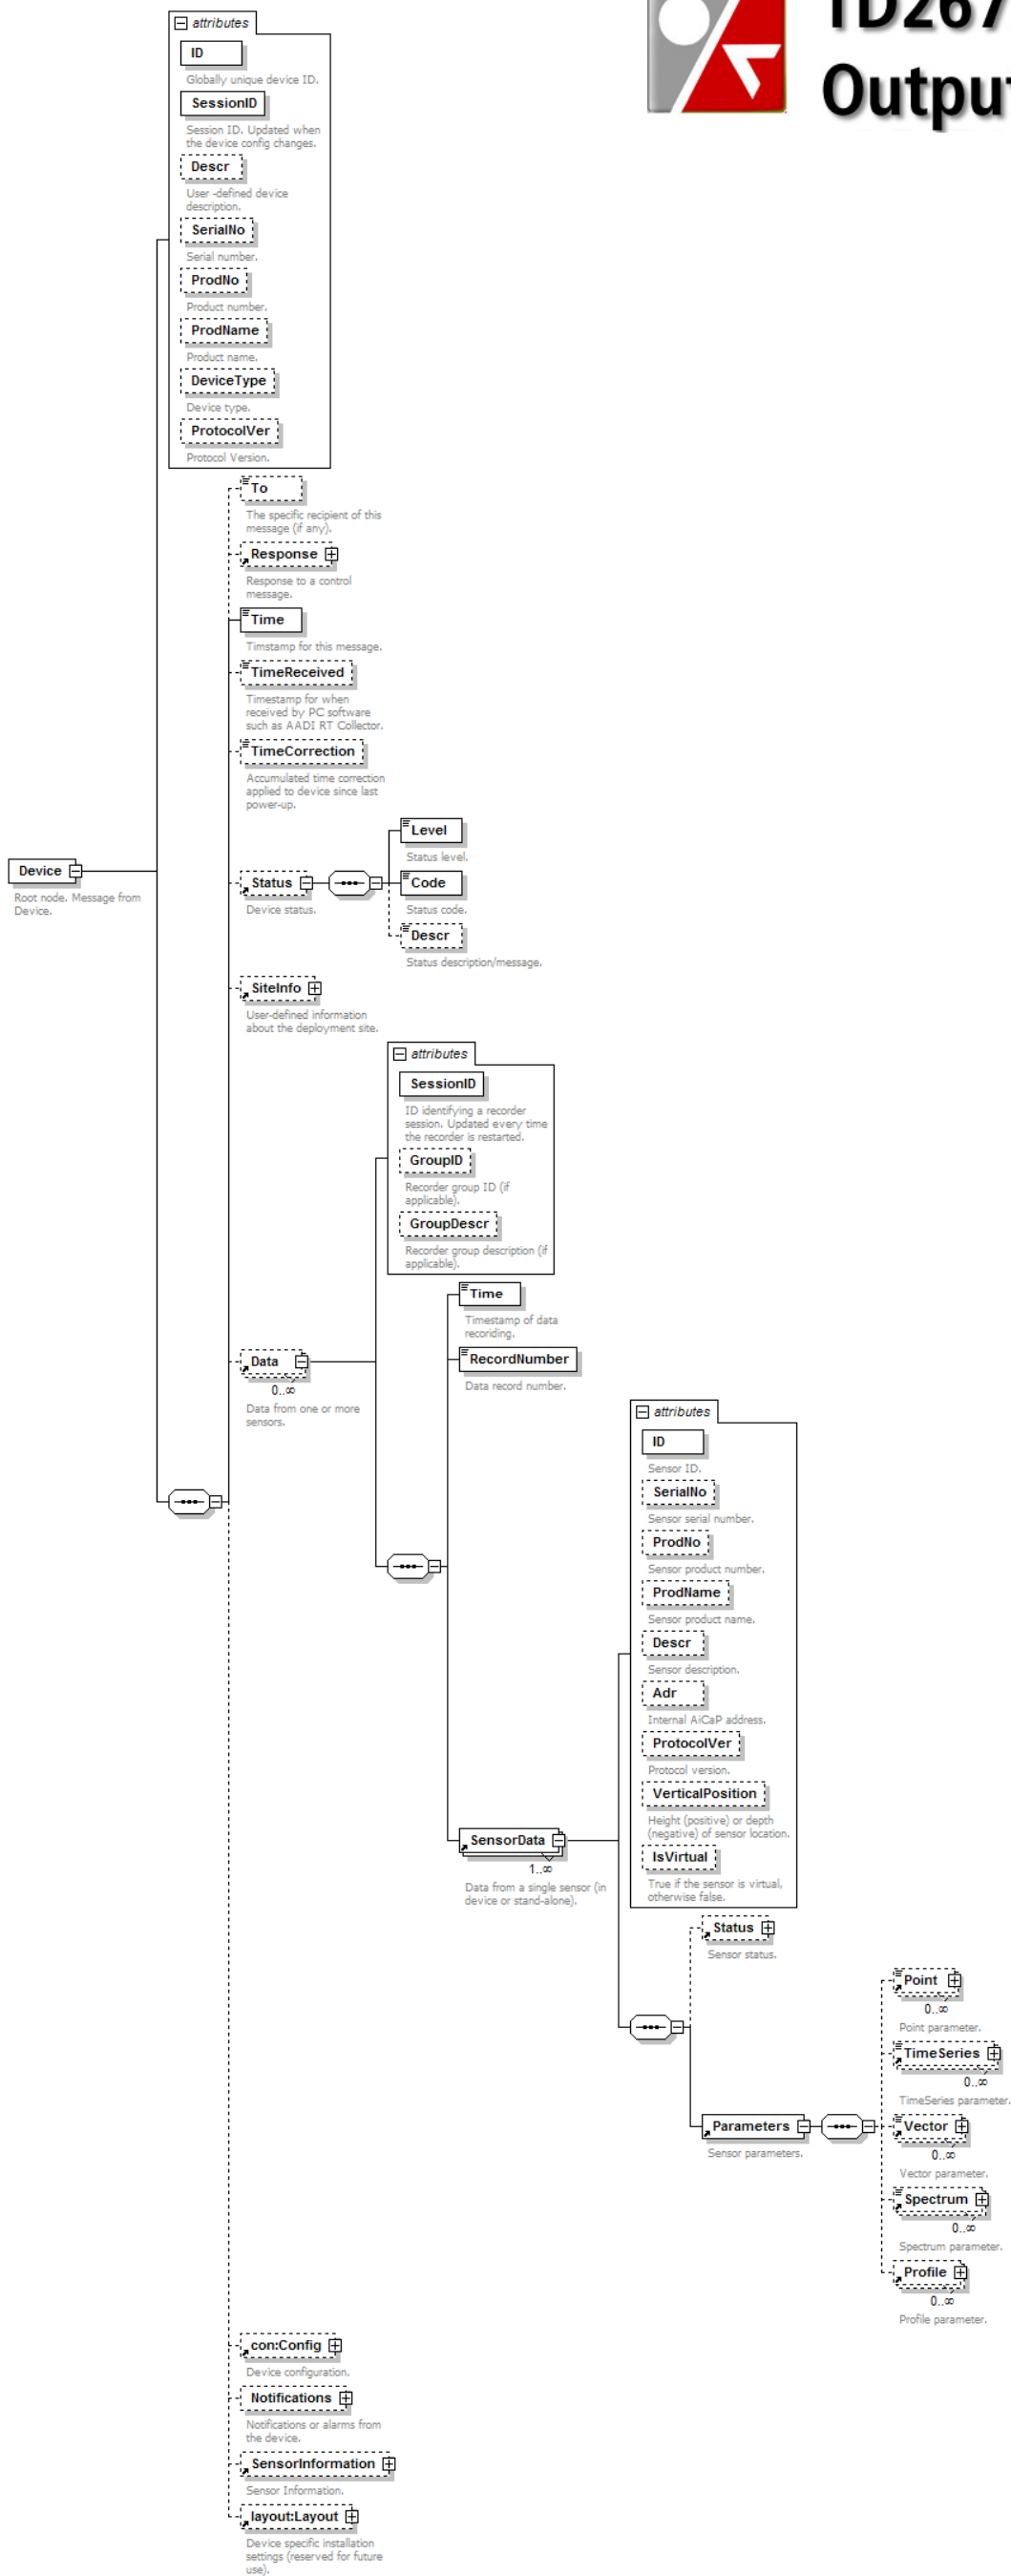 TD267
Output
attributes
ID
Globally unique device ID.
SessionID
Session ID. Updated when
the device config changes.
Descr
User -defined device
description.
SerialNo
Serial number.
ProdNo
Product number.
ProdName
Product name.
DeviceType
Device type.
ProtocolVer
Protocol Version.
To
The specific recipient of this
message (if any).
Response
Response to a control
message.
Time
Timstamp for this message.
TimeReceived
Timestamp for when
received by PC software
such as AADI RT Collector.
TimeCorrection
Accumulated time correction
applied to device since last
power-up.
Device
Root node. Message from
Device.
Status
Device status.
Level
Status level.
Code
Status code.
Descr
Status description/message.
SiteInfo
User-defined information
about the deployment site.
attributes
SessionID
ID identifying a recorder
session. Updated every time
the recorder is restarted.
GroupID
Recorder group ID (if
applicable).
GroupDescr
Recorder group description (if
applicable).
Data
0..∞
Data from one or more
sensors.
Time
Timestamp of data
recoriding.
RecordNumber
Data record number.
attributes
ID
Sensor ID.
SerialNo
Sensor serial number.
ProdNo
Sensor product number.
ProdName
Sensor product name.
Descr
Sensor description.
Adr
Internal AiCaP address.
ProtocolVer
Protocol version.
VerticalPosition
Height (positive) or depth
(negative) of sensor location.
IsVirtual
True if the sensor is virtual,
otherwise false.
SensorData
1..∞
Data from a single sensor (in
device or stand-alone).
Status
Sensor status.
Parameters
Sensor parameters.
Point
0..∞
Point parameter.
TimeSeries
0..∞
TimeSeries parameter.
Vector
0..∞
Vector parameter.
Spectrum
0..∞
Spectrum parameter.
Profile
0..∞
Profile parameter.
con:Config
Device configuration.
Notifications
Notifications or alarms from
the device.
SensorInformation
Sensor Information.
layout:Layout
Device specific installation
settings (reserved for future
use).